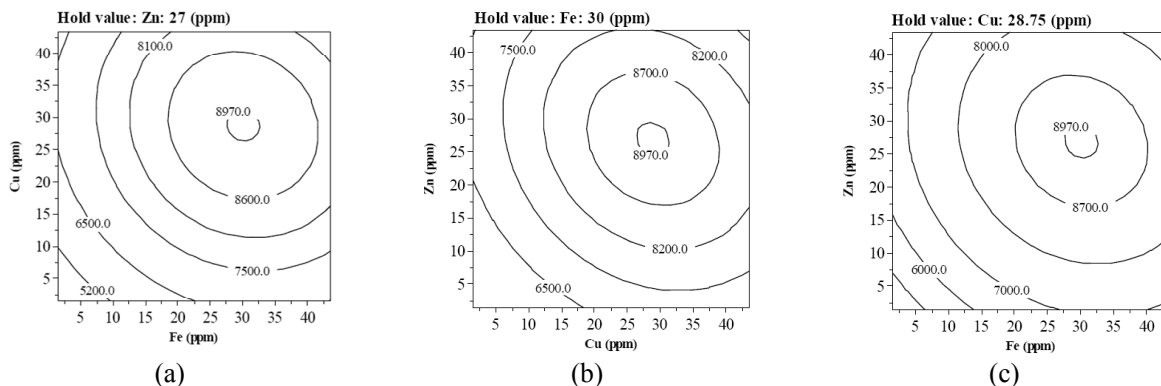 Hold value: Zn: 27 (ppm)
8100.0
8970.0
8600.0
6500.0
7500.0
5200.0
40
35
30
25
20
15
10
5
Cu (ppm)
5 10 15 20 25 30 35 40
Fe (ppm)
(a)
Hold value: Fe: 30 (ppm)
7500.0
8200.0
8700.0
8970.0
8200.0
6500.0
40
35
30
25
20
15
10
5
Zn (ppm)
5 10 15 20 25 30 35 40
Cu (ppm)
(b)
Hold value: Cu: 28.75 (ppm)
8000.0
8970.0
8700.0
6000.0
7000.0
40
35
30
25
20
15
10
5
Zn (ppm)
5 10 15 20 25 30 35 40
Fe (ppm)
(c)